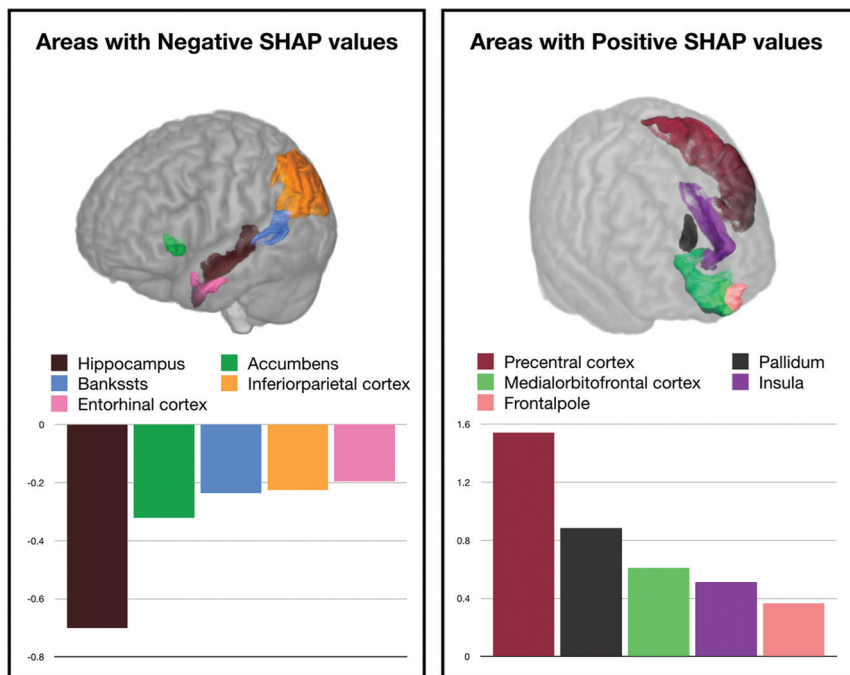 Areas with Negative SHAP values
Hippocampus
Accumbens
Bankssts
Inferiorparietal cortex
Entorhinal cortex
0
-0.2
-0.4
-0.6
-0.8
Areas with Positive SHAP values
Precentral cortex
Pallidum
Medialorbitofrontal cortex
Insula
Frontalpole
1.6
1.2
0.8
0.4
0